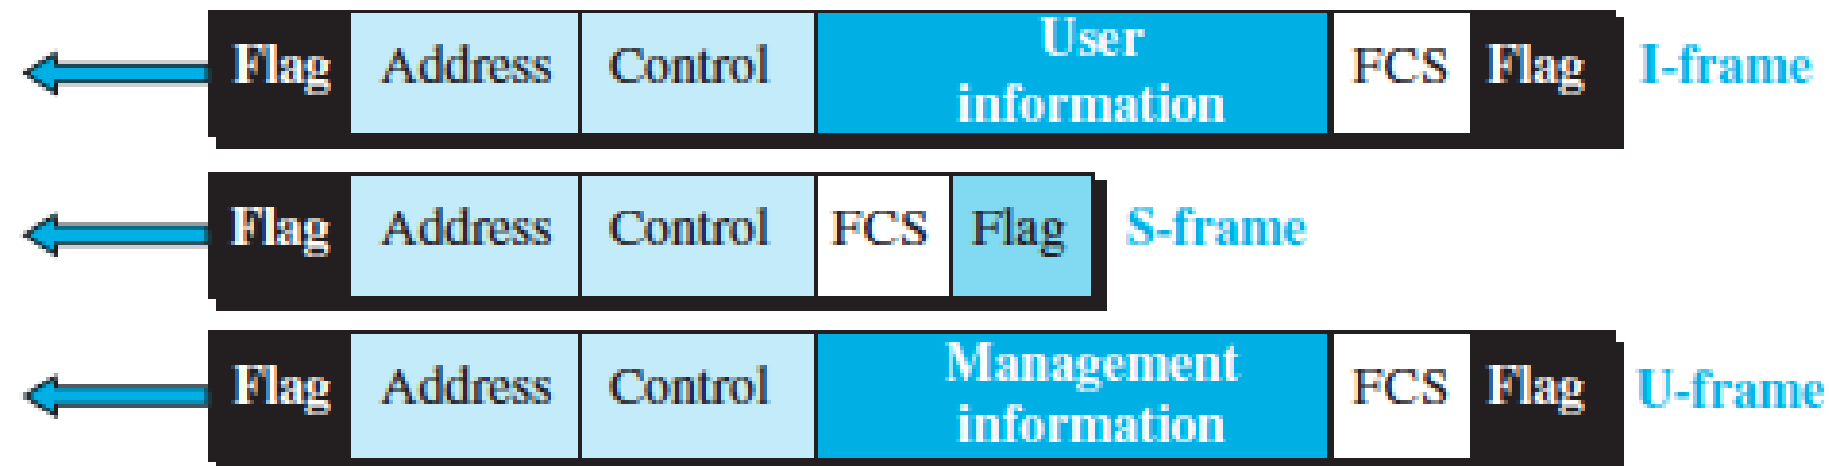 Flag Address Control User information FCS Flag I-frame
Flag Address Control FCS Flag S-frame
Flag Address Control Management information FCS Flag U-frame